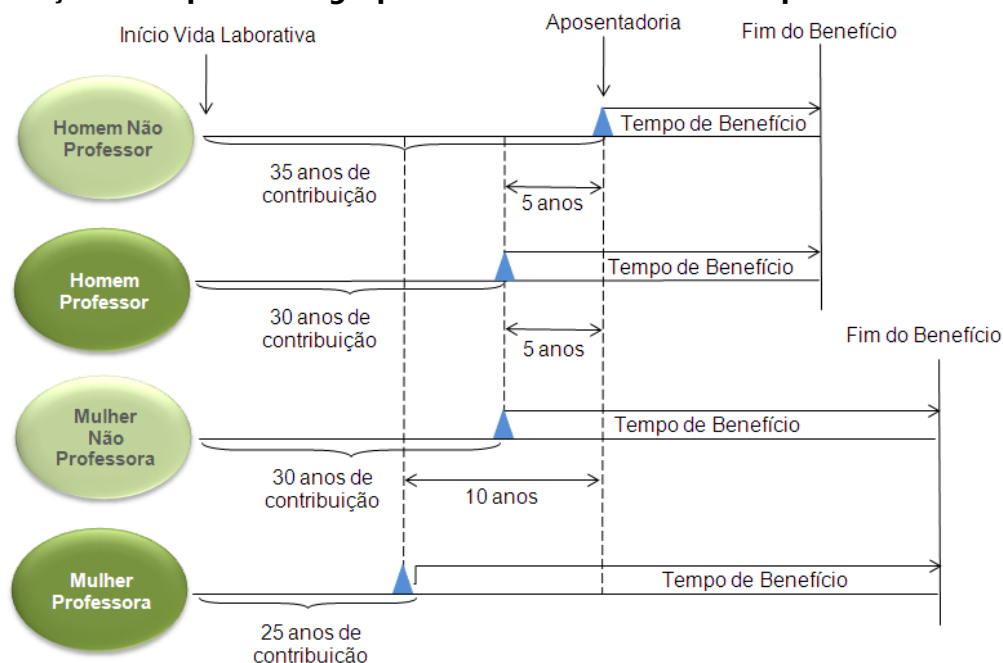 Início Vida Laborativa
Aposentadoria
Fim do Benefício
Homem Não
Professor
Tempo de Benefício
35 anos de
contribuição
5 anos
Homem
Professor
Tempo de Benefício
30 anos de
contribuição
5 anos
Fim do Benefício
Mulher
Não
Professora
Tempo de Benefício
30 anos de
contribuição
10 anos
Mulher
Professora
Tempo de Benefício
25 anos de
contribuição